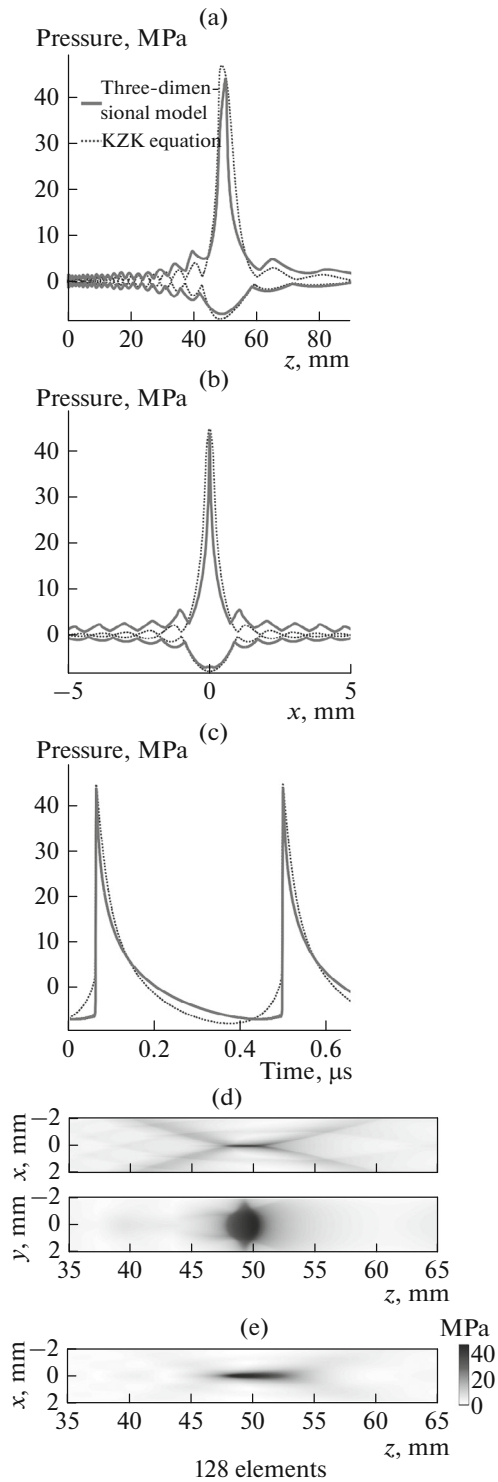 (a)
Pressure, MPa
40
30
20
10
0
Three-dimen-
sional model
KZK equation
0 20 40 60 80
z, mm
(b)
Pressure, MPa
40
30
20
10
0
−5 0 5
x, mm
(c)
Pressure, MPa
40
30
20
10
0
0 0.2 0.4 0.6
Time, μs
(d)
x, mm
−2
0
2
y, mm
−2
0
2
35 40 45 50 55 60 65
z, mm
(e)
MPa
40
20
0
x, mm
−2
0
2
35 40 45 50 55 60 65
z, mm
128 elements